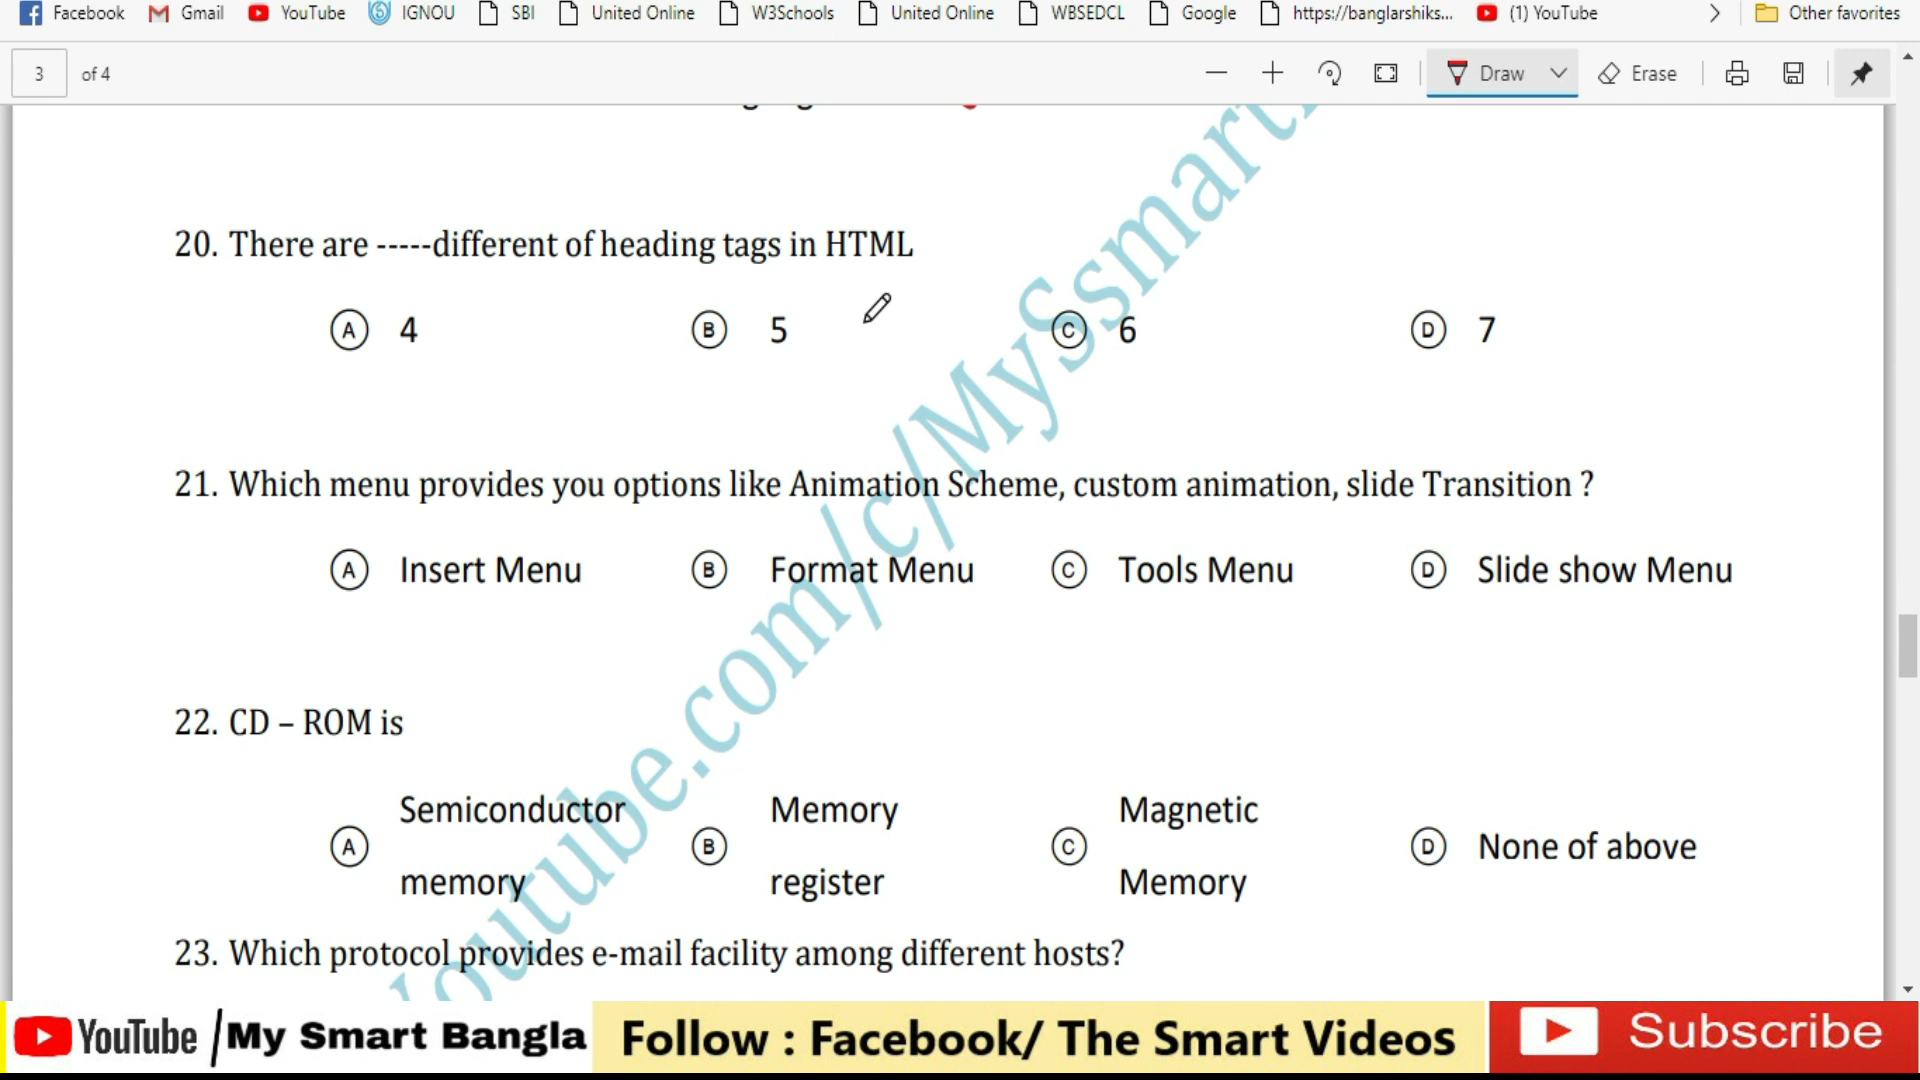 Facebook Gmail YouTube IGNOU SBI United Online W3Schools United Online WBSEDCL Google https://banglarshiks... (1) YouTube Other favorites
3 of 4 Draw Erase
20. There are -----different of heading tags in HTML
A 4 B 5 C 6 D 7
21. Which menu provides you options like Animation Scheme, custom animation, slide Transition ?
A Insert Menu B Format Menu C Tools Menu D Slide show Menu
22. CD – ROM is
A Semiconductor memory B Memory register C Magnetic Memory D None of above
23. Which protocol provides e-mail facility among different hosts?
outube.com/c/MySsmart
YouTube /My Smart Bangla Follow : Facebook/ The Smart Videos Subscribe